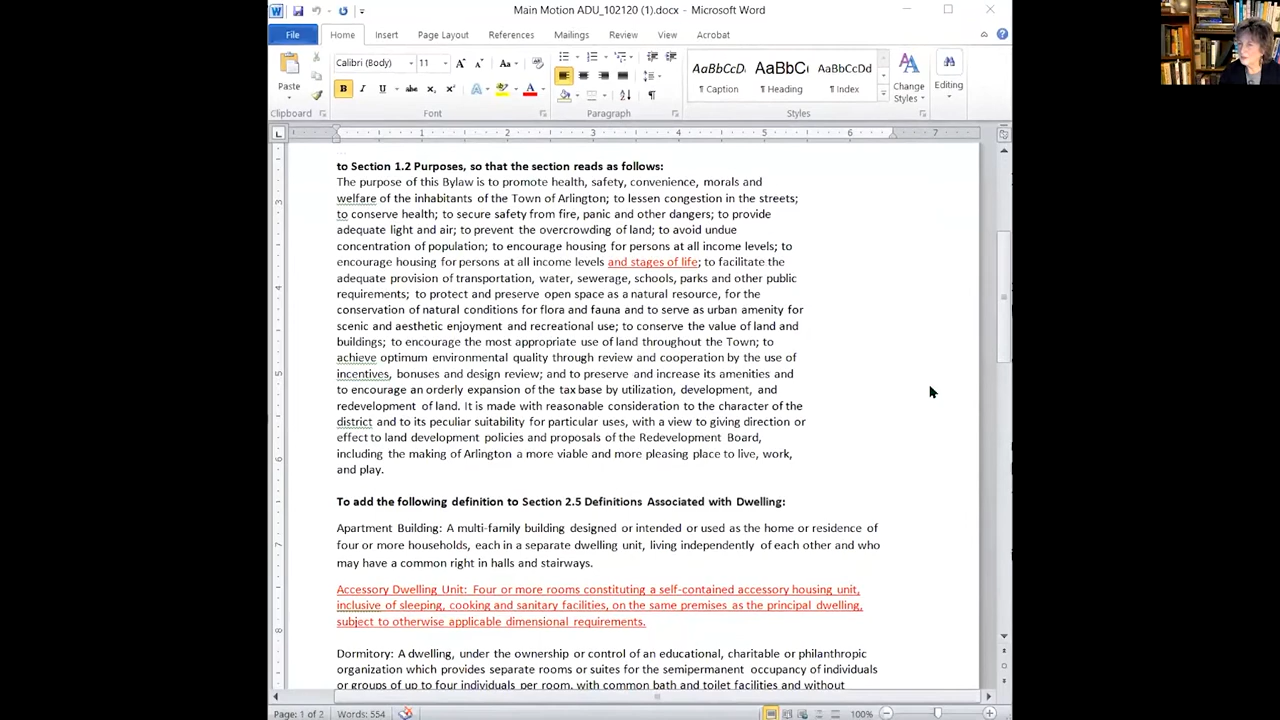 Main Motion ADU_102120 (1).docx - Microsoft Word
File Home Insert Page Layout References Mailings Review View Acrobat
Calibri (Body) 11
Paste
AaBbCcD AaBbC AaBbCcDd
Caption Heading Index
Change Styles
Editing
Clipboard Font Paragraph Styles
1 2 3 4 5 6 7
to Section 1.2 Purposes, so that the section reads as follows:
The purpose of this Bylaw is to promote health, safety, convenience, morals and
welfare of the inhabitants of the Town of Arlington; to lessen congestion in the streets;
to conserve health; to secure safety from fire, panic and other dangers; to provide
adequate light and air; to prevent the overcrowding of land; to avoid undue
concentration of population; to encourage housing for persons at all income levels; to
encourage housing for persons at all income levels and stages of life; to facilitate the
adequate provision of transportation, water, sewerage, schools, parks and other public
requirements; to protect and preserve open space as a natural resource, for the
conservation of natural conditions for flora and fauna and to serve as urban amenity for
scenic and aesthetic enjoyment and recreational use; to conserve the value of land and
buildings; to encourage the most appropriate use of land throughout the Town; to
achieve optimum environmental quality through review and cooperation by the use of
incentives, bonuses and design review; and to preserve and increase its amenities and
to encourage an orderly expansion of the tax base by utilization, development, and
redevelopment of land. It is made with reasonable consideration to the character of the
district and to its peculiar suitability for particular uses, with a view to giving direction or
effect to land development policies and proposals of the Redevelopment Board,
including the making of Arlington a more viable and more pleasing place to live, work,
and play.
To add the following definition to Section 2.5 Definitions Associated with Dwelling:
Apartment Building: A multi-family building designed or intended or used as the home or residence of
four or more households, each in a separate dwelling unit, living independently of each other and who
may have a common right in halls and stairways.
Accessory Dwelling Unit: Four or more rooms constituting a self-contained accessory housing unit,
inclusive of sleeping, cooking and sanitary facilities, on the same premises as the principal dwelling,
subject to otherwise applicable dimensional requirements.
Dormitory: A dwelling, under the ownership or control of an educational, charitable or philanthropic
organization which provides separate rooms or suites for the semipermanent occupancy of individuals
or groups of up to four individuals per room, with common bath and toilet facilities and without
Page: 1 of 2 Words: 554 100%